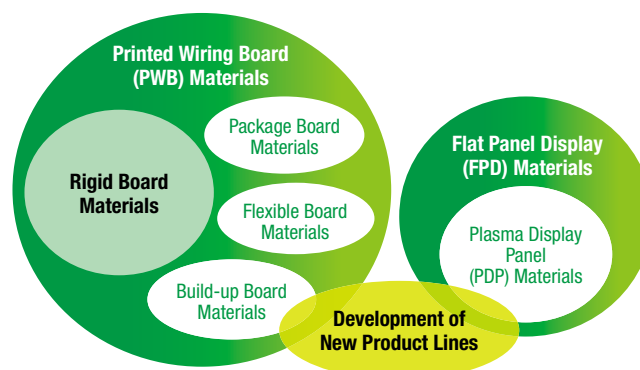 Printed Wiring Board
(PWB) Materials
Package Board
Materials
Rigid Board
Materials
Flexible Board
Materials
Build-up Board
Materials
Flat Panel Display
(FPD) Materials
Plasma Display
Panel
(PDP) Materials
Development of
New Product Lines